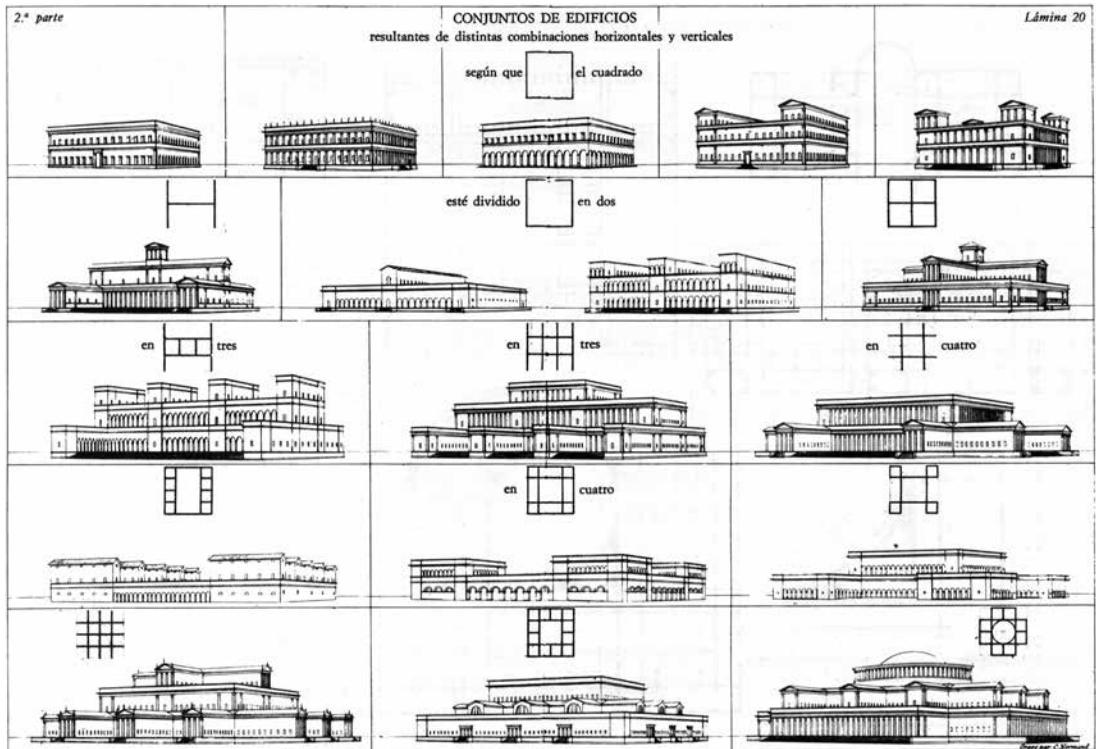 2.ª parte
CONJUNTOS DE EDIFICIOS
Lámina 20
resultantes de distintas combinaciones horizontales y verticales
según que el cuadrado
esté dividido en dos
en tres
en tres
en cuatro
en cuatro
Normand